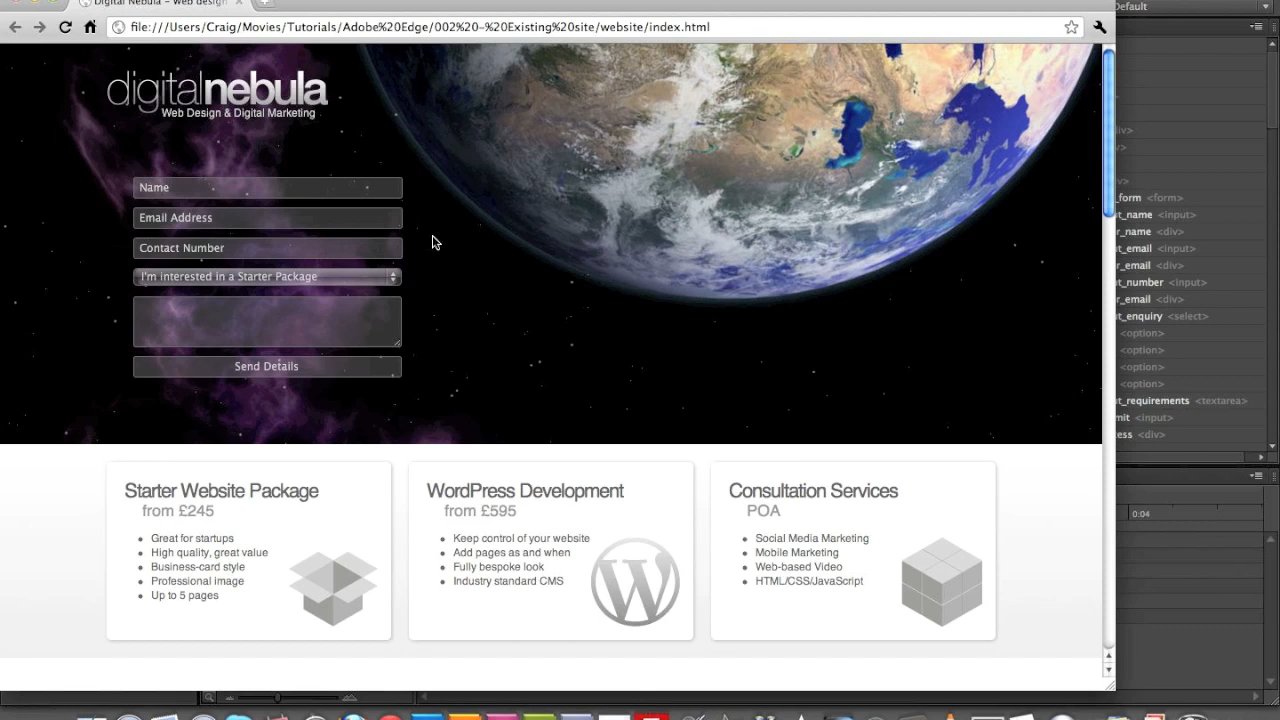 Digital Nebula – Web design
Default
file:///Users/Craig/Movies/Tutorials/Adobe%20Edge/002%20-%20Existing%20site/website/index.html
digitalnebula
Web Design & Digital Marketing
Name
Email Address
Contact Number
I'm interested in a Starter Package
Send Details
Starter Website Package
from £245
Great for startups
High quality, great value
Business-card style
Professional image
Up to 5 pages
WordPress Development
from £595
Keep control of your website
Add pages as and when
Fully bespoke look
Industry standard CMS
Consultation Services
POA
Social Media Marketing
Mobile Marketing
Web-based Video
HTML/CSS/JavaScript
_form <form>
t_name <input>
r_name <div>
t_email <input>
r_email <div>
t_number <input>
r_email <div>
t_enquiry <select>
<option>
<option>
<option>
<option>
t_requirements <textarea>
mit <input>
ess <div>
0:04